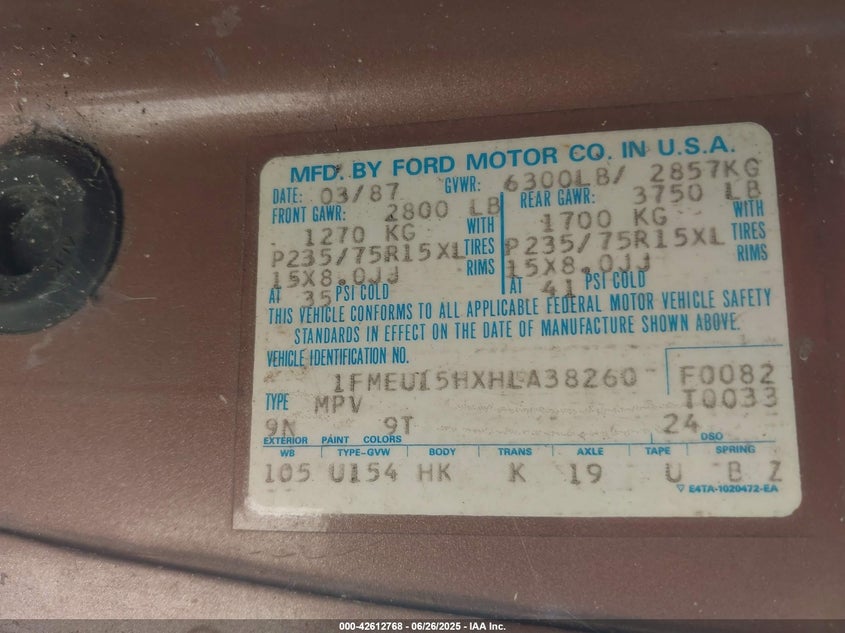 MFD. BY FORD MOTOR CO. IN U.S.A.
DATE: 03/87 GVWR: 6300LB/ 2857KG
FRONT GAWR: 2800 LB REAR GAWR: 3750 LB
1270 KG WITH 1700 KG WITH
P235/75R15XL TIRES P235/75R15XL TIRES
15X8.0JJ RIMS 15X8.0JJ RIMS
AT 35 PSI COLD AT 41 PSI COLD
THIS VEHICLE CONFORMS TO ALL APPLICABLE FEDERAL MOTOR VEHICLE SAFETY
STANDARDS IN EFFECT ON THE DATE OF MANUFACTURE SHOWN ABOVE.
VEHICLE IDENTIFICATION NO.
1FMEU15HXHLA38260 F0082
TYPE MPV T0033
9N 9T 24
EXTERIOR PAINT COLORS DSO
WB TYPE-GVW BODY TRANS AXLE TAPE SPRING
105 U154 HK K 19 U B Z
▽ E4TA-1020472-EA
000-42612768 - 06/26/2025 - IAA Inc.